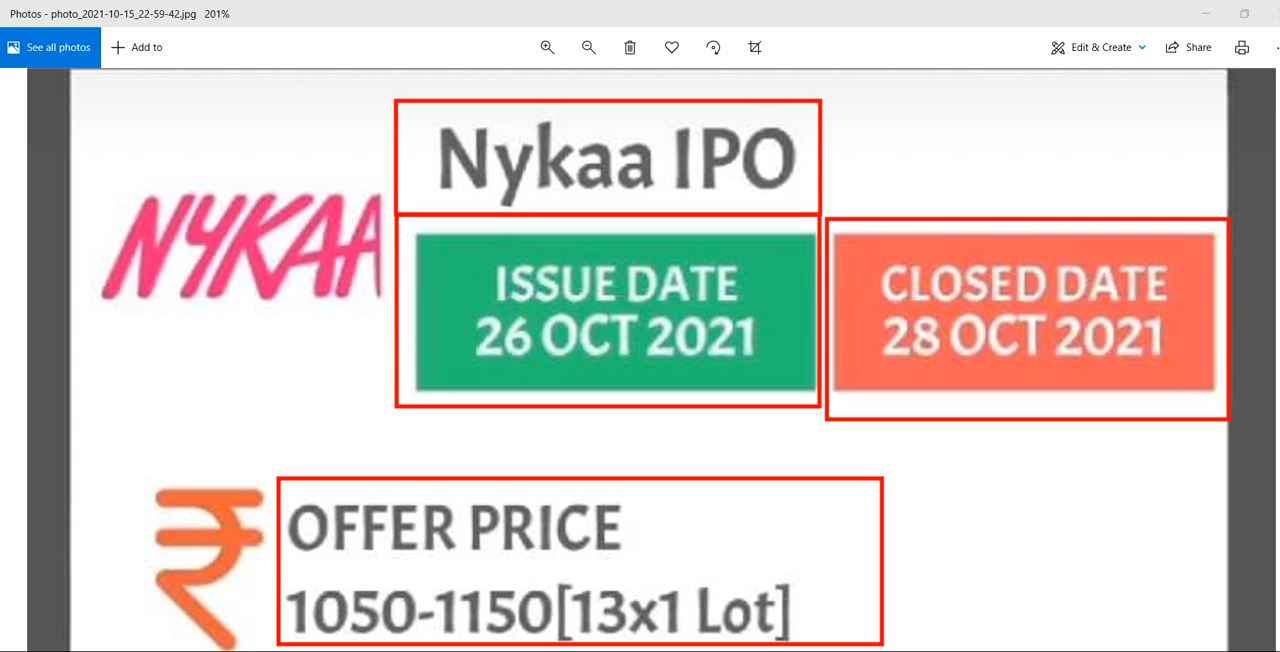 Photos - photo_2021-10-15_22-59-42.jpg 201%
See all photos
Add to
Edit & Create
Share
Nykaa IPO
NYKAA
ISSUE DATE
26 OCT 2021
CLOSED DATE
28 OCT 2021
₹
OFFER PRICE
1050-1150[13x1 Lot]